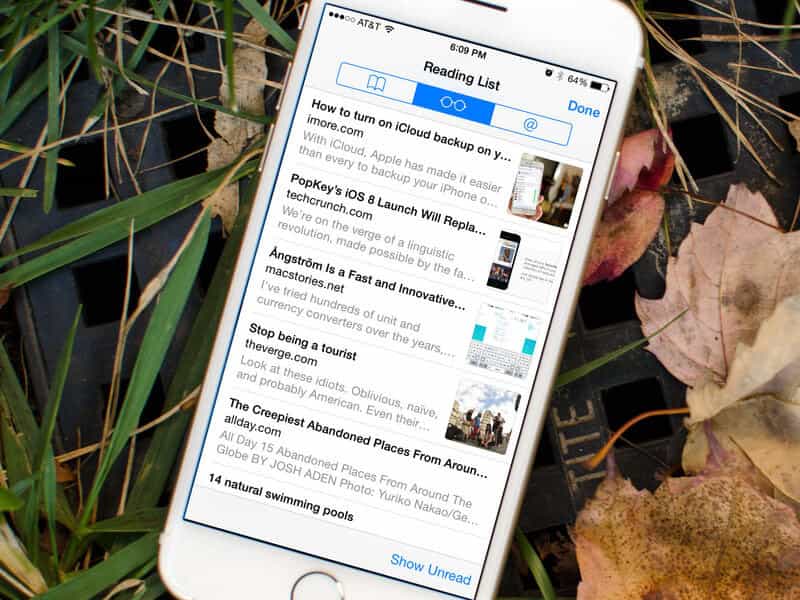 AT&T
6:09 PM
64%
Reading List
Done
@
How to turn on iCloud backup on y...
imore.com
With iCloud, Apple has made it easier
than every to backup your iPhone o...
PopKey's iOS 8 Launch Will Repla...
techcrunch.com
We're on the verge of a linguistic
revolution, made possible by the fa...
Ångström Is a Fast and Innovative...
macstories.net
I've tried hundreds of unit and
currency converters over the years,...
Stop being a tourist
theverge.com
Look at these idiots. Oblivious, naïve,
and probably American. Even their...
The Creepiest Abandoned Places From Aroun...
allday.com
All Day 15 Abandoned Places From Around The
Globe BY JOSH ADEN Photo: Yuriko Nakao/Ge...
14 natural swimming pools
Show Unread